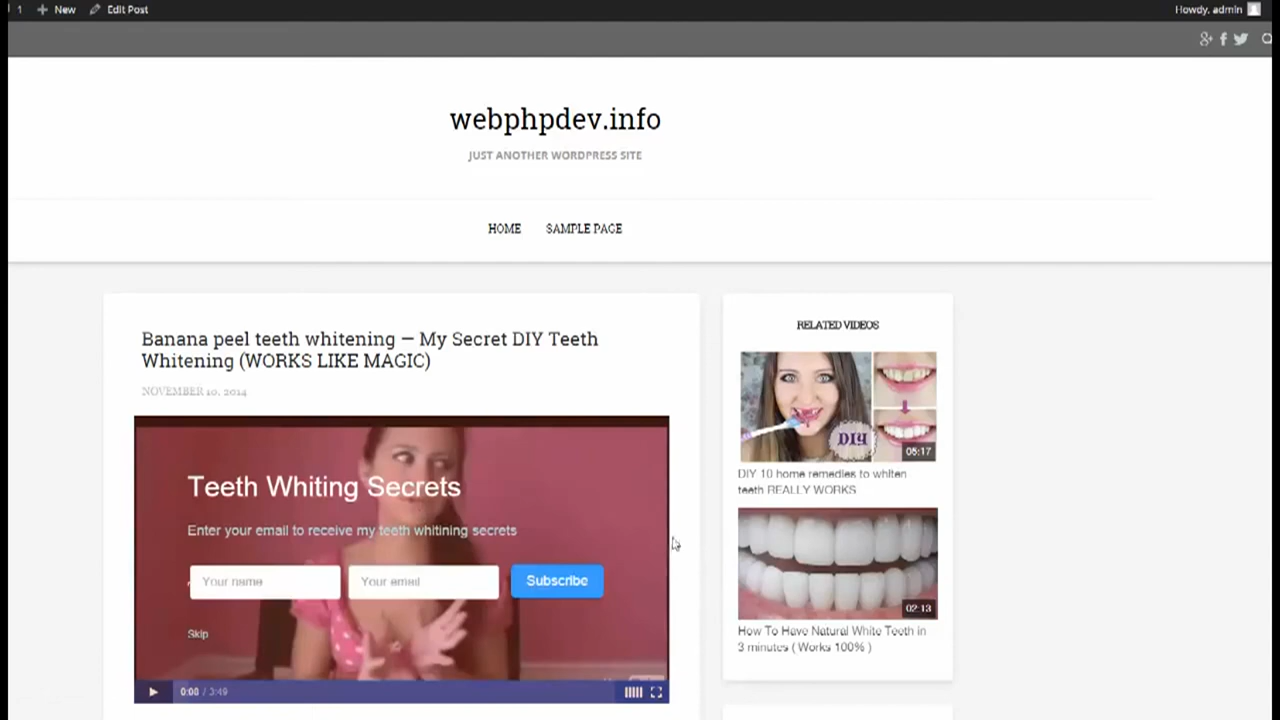 1 New Edit Post
Howdy, admin
webphpdev.info
JUST ANOTHER WORDPRESS SITE
HOME SAMPLE PAGE
Banana peel teeth whitening — My Secret DIY Teeth
Whitening (WORKS LIKE MAGIC)
NOVEMBER 10, 2014
Teeth Whiting Secrets
Enter your email to receive my teeth whitining secrets
Your name Your email Subscribe
Skip
0:00 / 3:49
RELATED VIDEOS
DIY
05:17
DIY 10 home remedies to whiten
teeth REALLY WORKS
02:13
How To Have Natural White Teeth in
3 minutes ( Works 100% )